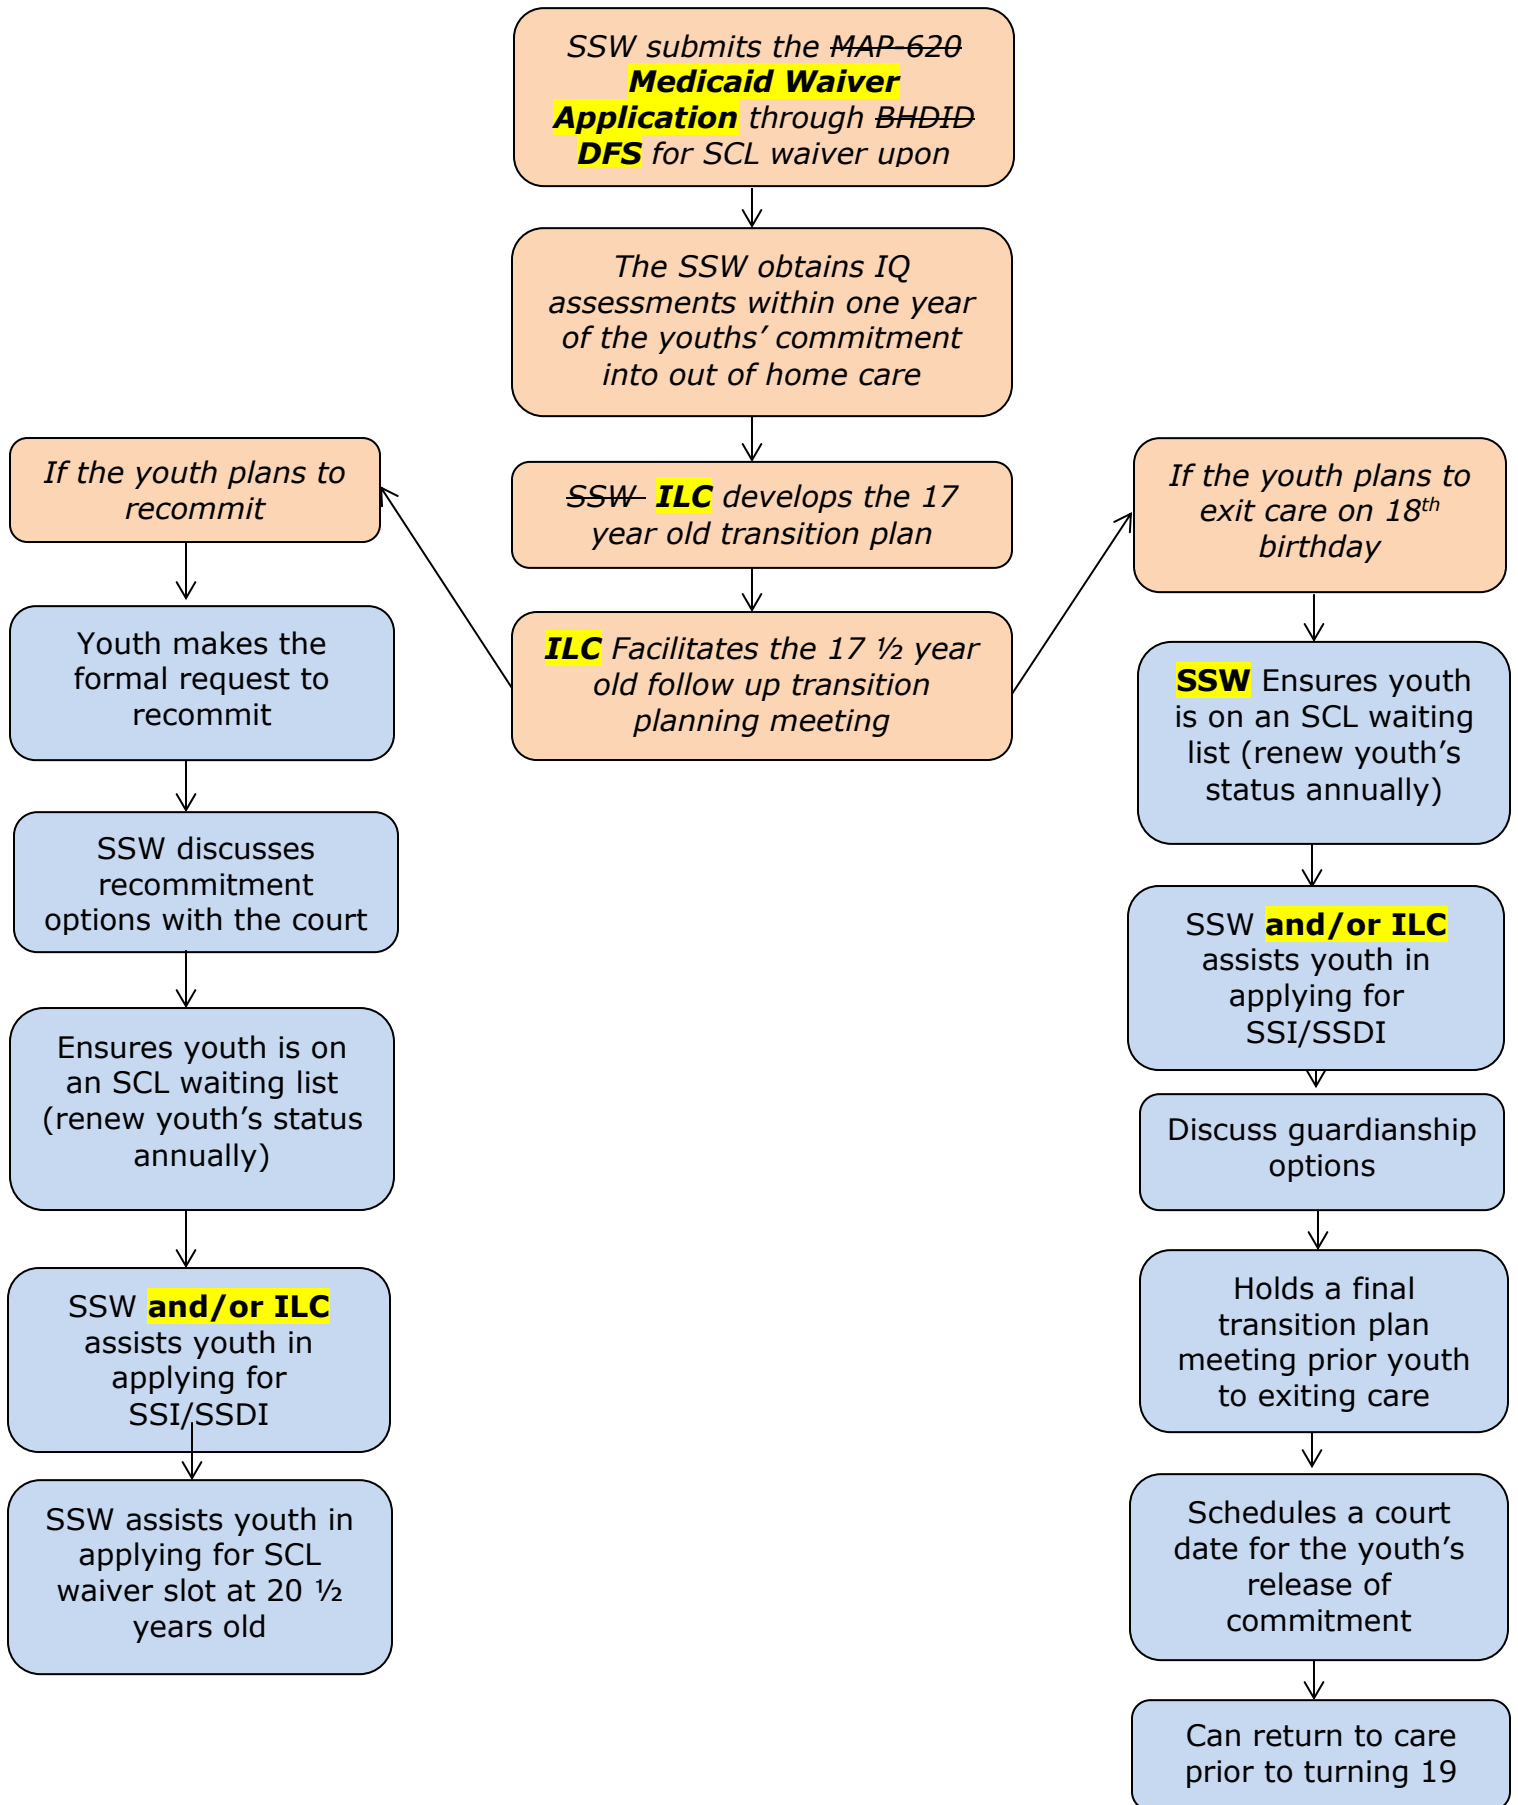 SSW submits the MAP-620
Medicaid Waiver
Application through BHDID
DFS for SCL waiver upon
The SSW obtains IQ
assessments within one year
of the youths’ commitment
into out of home care
SSW ILC develops the 17
year old transition plan
ILC Facilitates the 17 ½ year
old follow up transition
planning meeting
If the youth plans to
recommit
Youth makes the
formal request to
recommit
SSW discusses
recommitment
options with the court
Ensures youth is on
an SCL waiting list
(renew youth’s status
annually)
SSW and/or ILC
assists youth in
applying for
SSI/SSDI
SSW assists youth in
applying for SCL
waiver slot at 20 ½
years old
If the youth plans to
exit care on 18th
birthday
SSW Ensures youth
is on an SCL waiting
list (renew youth’s
status annually)
SSW and/or ILC
assists youth in
applying for
SSI/SSDI
Discuss guardianship
options
Holds a final
transition plan
meeting prior youth
to exiting care
Schedules a court
date for the youth’s
release of
commitment
Can return to care
prior to turning 19